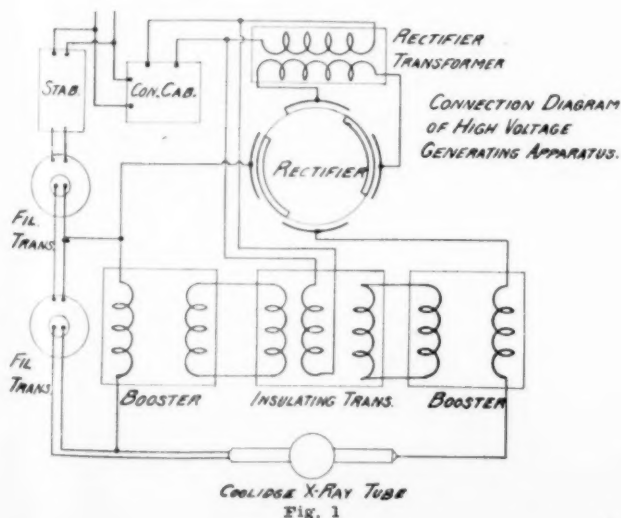 RECTIFIER
TRANSFORMER
STAB.
CON. CAB.
CONNECTION DIAGRAM
OF HIGH VOLTAGE
GENERATING APPARATUS.
RECTIFIER
FIL.
TRANS.
FIL
TRANS.
BOOSTER
INSULATING TRANS.
BOOSTER
COOLIDGE X-RAY TUBE
Fig. 1